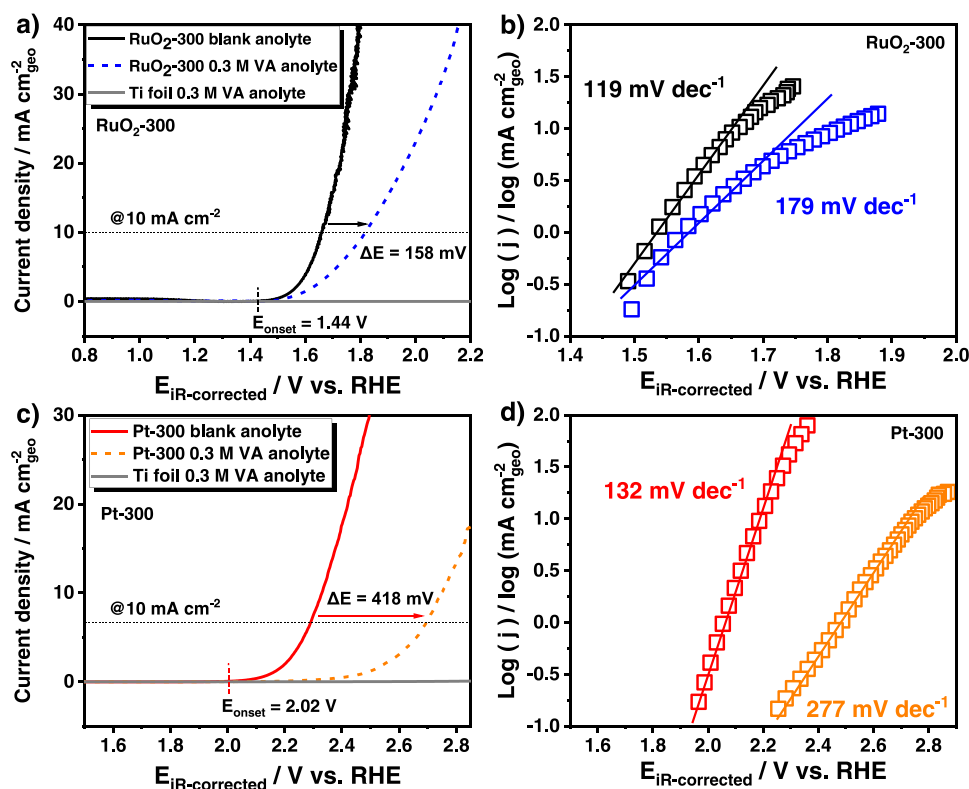 a)
40
30
20
10
0
Current density / mA cm⁻²geo
RuO₂-300 blank anolyte
RuO₂-300 0.3 M VA anolyte
Ti foil 0.3 M VA anolyte
RuO₂-300
@10 mA cm⁻²
ΔE = 158 mV
Eonset = 1.44 V
0.8 1.0 1.2 1.4 1.6 1.8 2.0 2.2
EiR-corrected / V vs. RHE
b)
2.0
1.5
1.0
0.5
0.0
-0.5
-1.0
Log ( j ) / log (mA cm⁻²geo)
RuO₂-300
119 mV dec⁻¹
179 mV dec⁻¹
1.4 1.5 1.6 1.7 1.8 1.9 2.0
EiR-corrected / V vs. RHE
c)
30
20
10
0
Current density / mA cm⁻²geo
Pt-300 blank anolyte
Pt-300 0.3 M VA anolyte
Ti foil 0.3 M VA anolyte
Pt-300
@10 mA cm⁻²
ΔE = 418 mV
Eonset = 2.02 V
1.6 1.8 2.0 2.2 2.4 2.6 2.8
EiR-corrected / V vs. RHE
d)
2.0
1.5
1.0
0.5
0.0
-0.5
-1.0
Log ( j ) / log (mA cm⁻²geo)
Pt-300
132 mV dec⁻¹
277 mV dec⁻¹
1.6 1.8 2.0 2.2 2.4 2.6 2.8
EiR-corrected / V vs. RHE